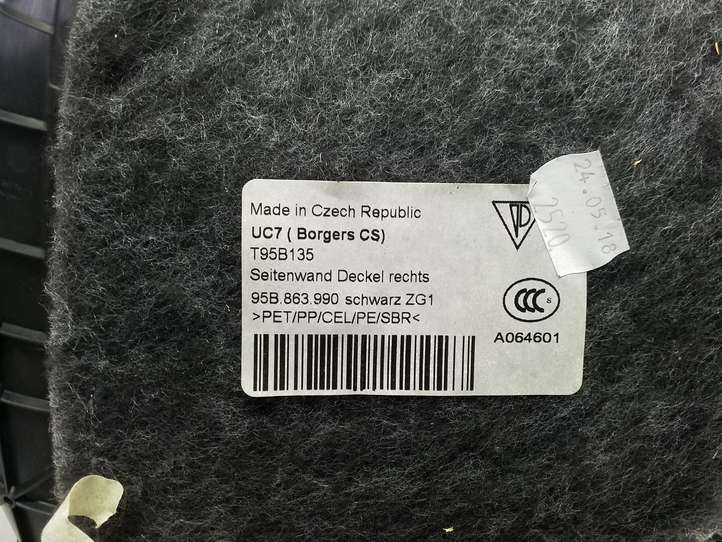 Made in Czech Republic
UC7 ( Borgers CS)
T95B135
Seitenwand Deckel rechts
95B.863.990 schwarz ZG1
>PET/PP/CEL/PE/SBR<
CCC S
A064601
24.05.18
2520